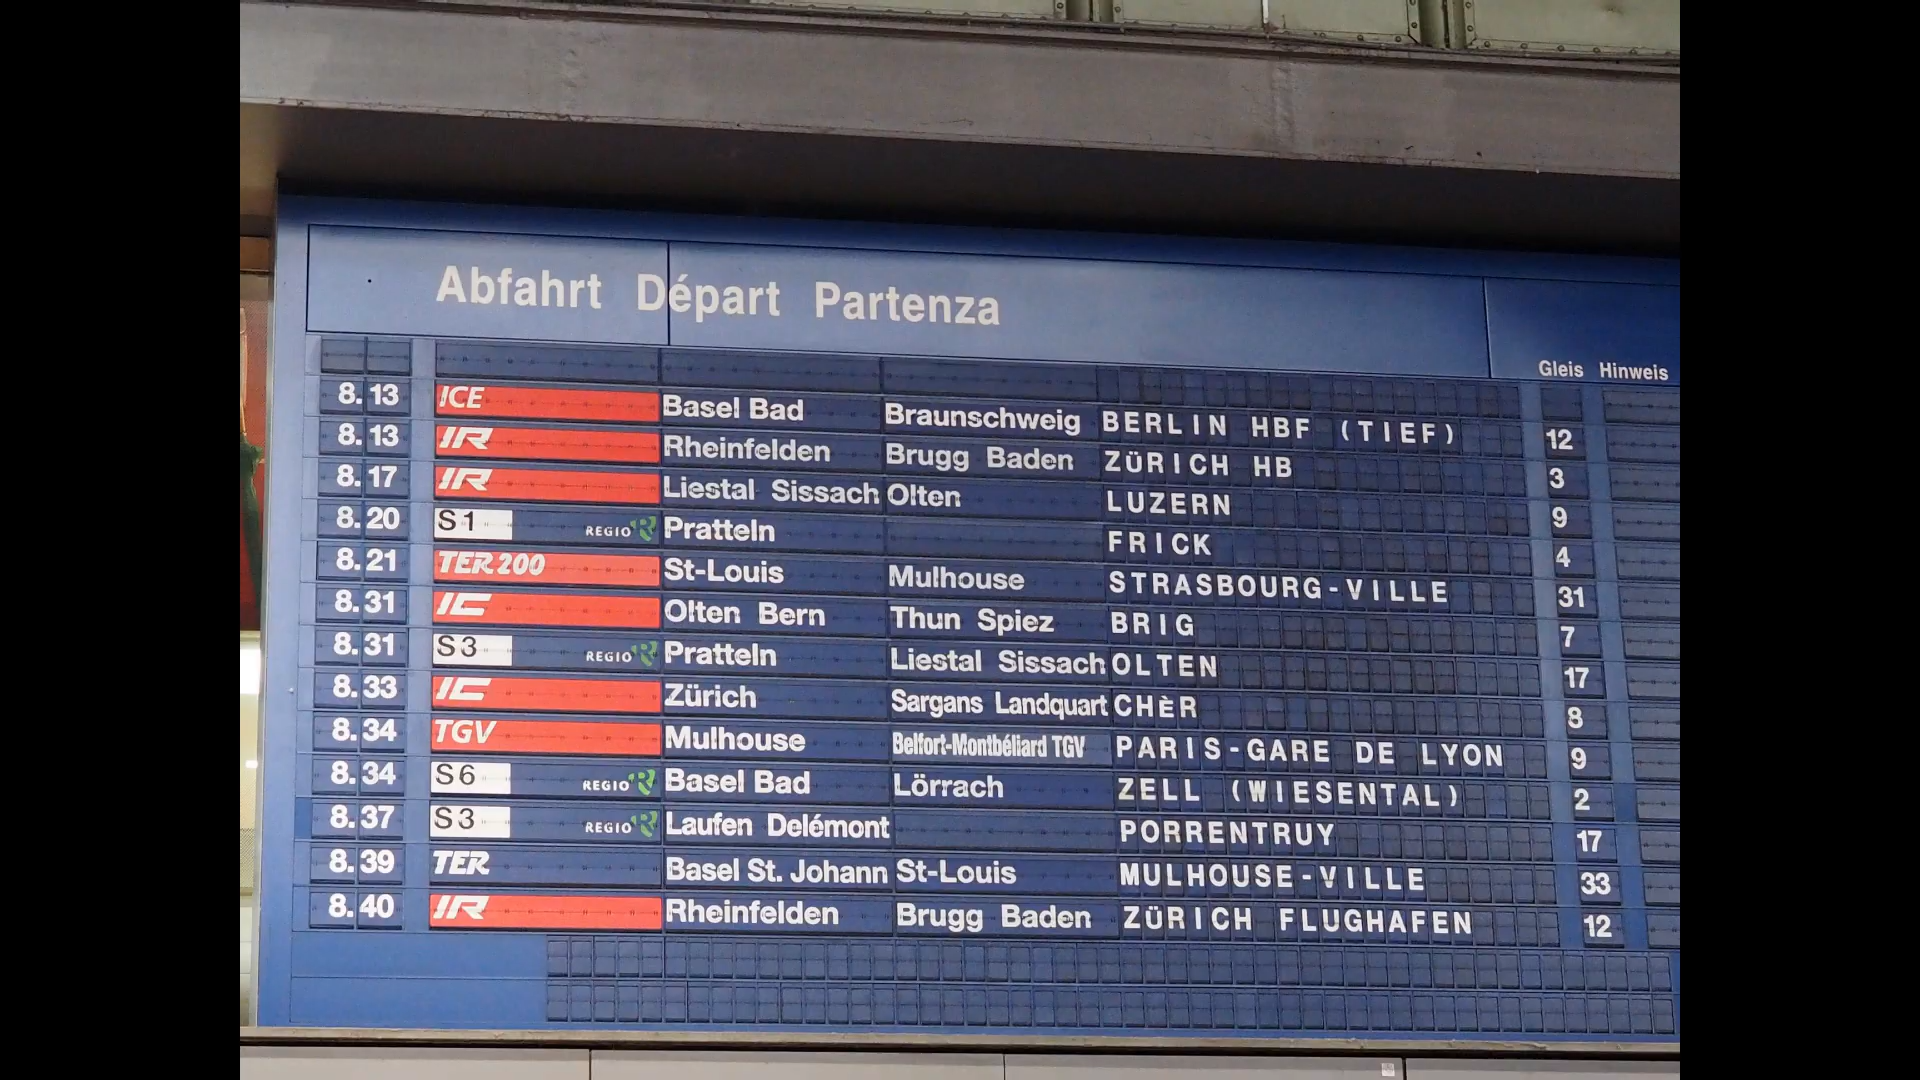 Abfahrt Départ Partenza
Gleis Hinweis
8.13 ICE Basel Bad Braunschweig BERLIN HBF (TIEF) 12
8.13 IR Rheinfelden Brugg Baden ZÜRICH HB 3
8.17 IR Liestal Sissach Olten LUZERN 9
8.20 S1 REGIO R Pratteln FRICK 4
8.21 TER200 St-Louis Mulhouse STRASBOURG-VILLE 31
8.31 IC Olten Bern Thun Spiez BRIG 7
8.31 S3 REGIO R Pratteln Liestal Sissach OLTEN 17
8.33 IC Zürich Sargans Landquart CHÈR 8
8.34 TGV Mulhouse Belfort-Montbéliard TGV PARIS-GARE DE LYON 9
8.34 S6 REGIO R Basel Bad Lörrach ZELL (WIESENTAL) 2
8.37 S3 REGIO R Laufen Delémont PORRENTRUY 17
8.39 TER Basel St. Johann St-Louis MULHOUSE-VILLE 33
8.40 IR Rheinfelden Brugg Baden ZÜRICH FLUGHAFEN 12